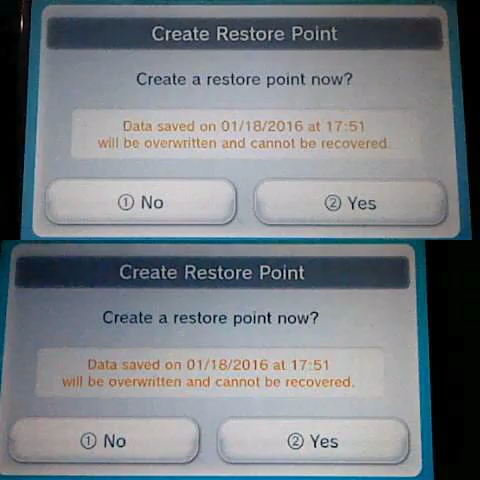 Create Restore Point
Create a restore point now?
Data saved on 01/18/2016 at 17:51
will be overwritten and cannot be recovered.
① No
② Yes
Create Restore Point
Create a restore point now?
Data saved on 01/18/2016 at 17:51
will be overwritten and cannot be recovered.
① No
② Yes